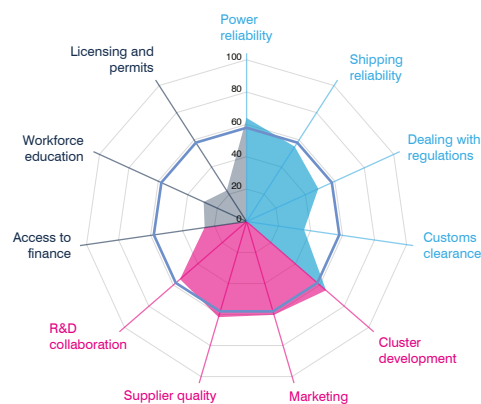 Power
reliability
Licensing and
permits
Shipping
reliability
100
80
60
40
20
0
Workforce
education
Dealing with
regulations
Access to
finance
Customs
clearance
R&D
collaboration
Cluster
development
Supplier quality
Marketing